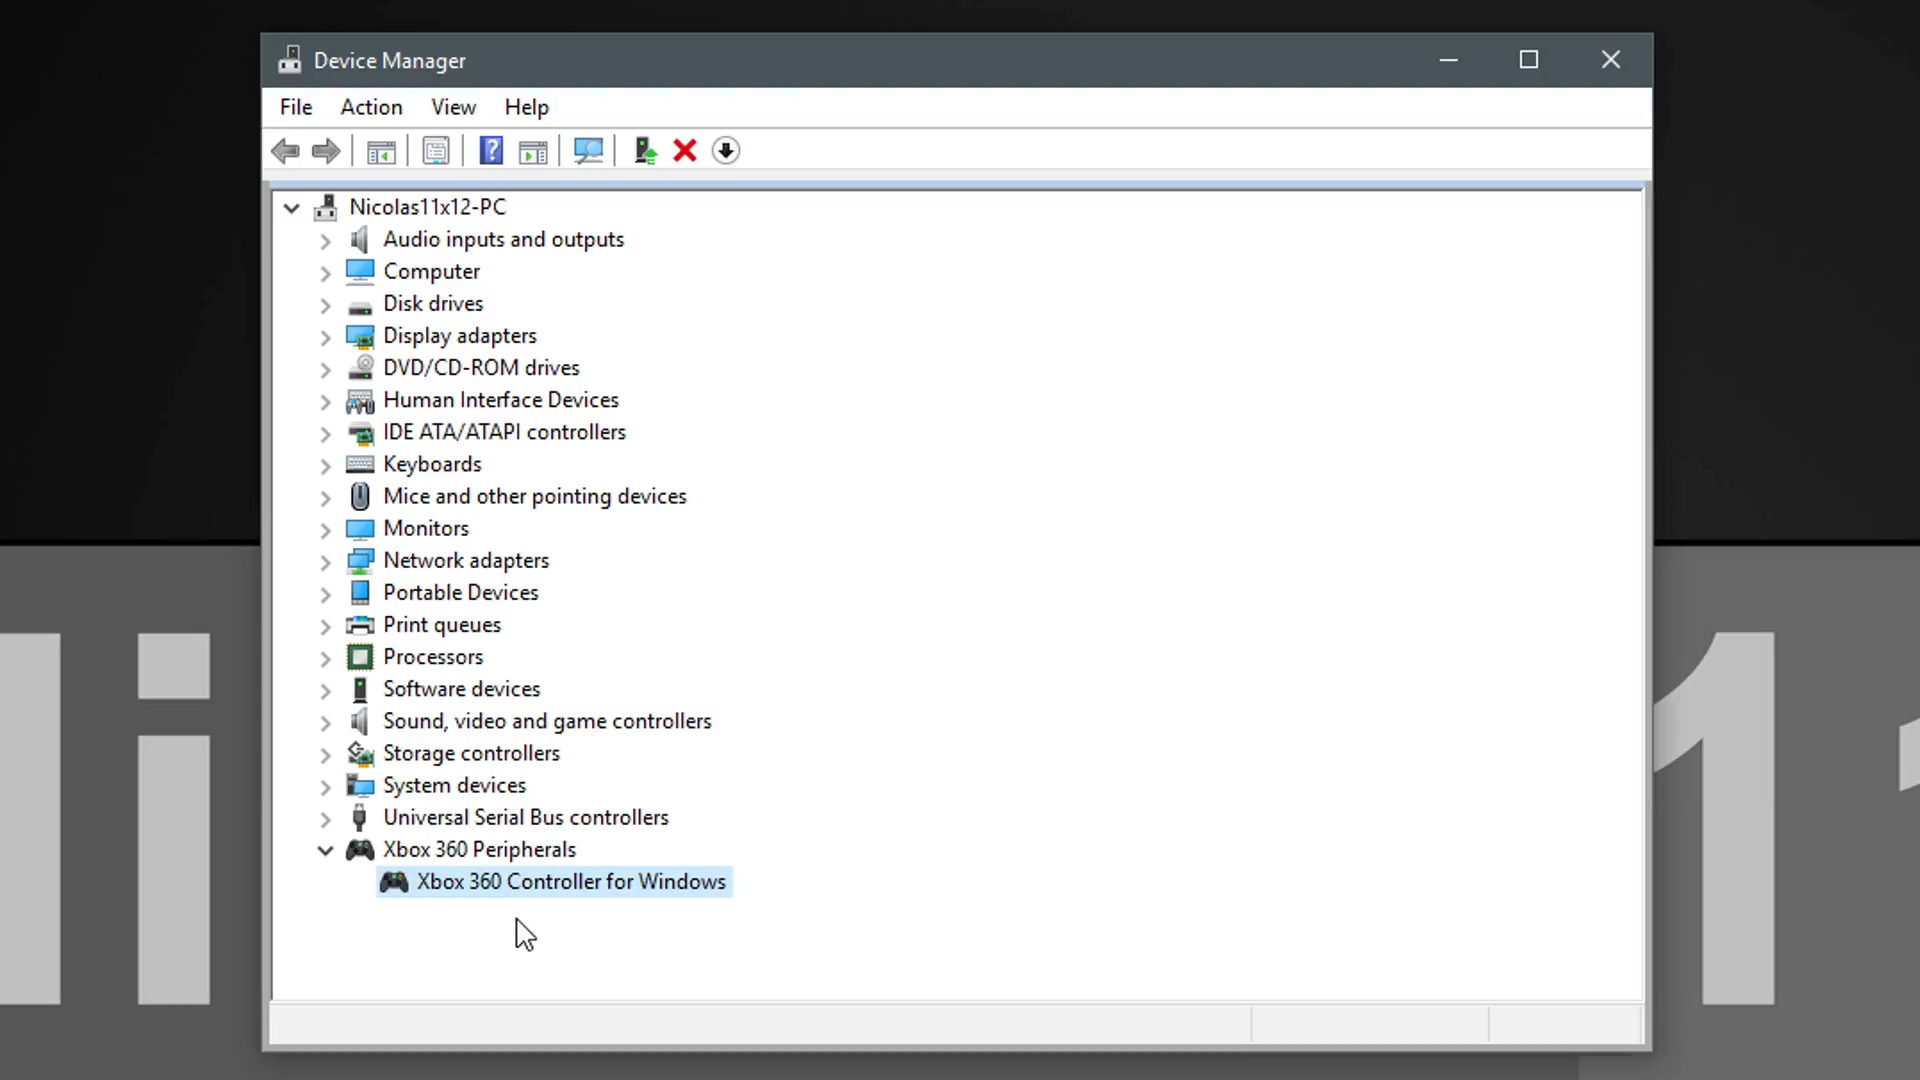 Device Manager
File Action View Help
Nicolas11x12-PC
Audio inputs and outputs
Computer
Disk drives
Display adapters
DVD/CD-ROM drives
Human Interface Devices
IDE ATA/ATAPI controllers
Keyboards
Mice and other pointing devices
Monitors
Network adapters
Portable Devices
Print queues
Processors
Software devices
Sound, video and game controllers
Storage controllers
System devices
Universal Serial Bus controllers
Xbox 360 Peripherals
Xbox 360 Controller for Windows